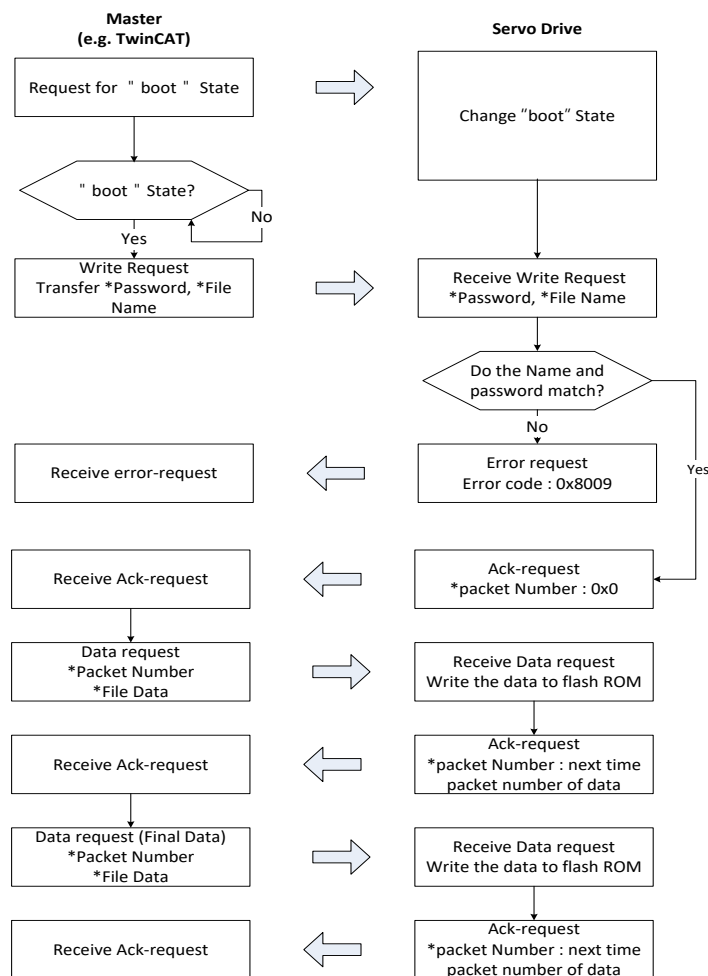 Master
(e.g. TwinCAT)
Servo Drive
Request for " boot " State
Change "boot" State
" boot " State?
No
Yes
Write Request
Transfer *Password, *File
Name
Receive Write Request
*Password, *File Name
Do the Name and
password match?
No
Yes
Receive error-request
Error request
Error code : 0x8009
Receive Ack-request
Ack-request
*packet Number : 0x0
Data request
*Packet Number
*File Data
Receive Data request
Write the data to flash ROM
Receive Ack-request
Ack-request
*packet Number : next time
packet number of data
Data request (Final Data)
*Packet Number
*File Data
Receive Data request
Write the data to flash ROM
Receive Ack-request
Ack-request
*packet Number : next time
packet number of data